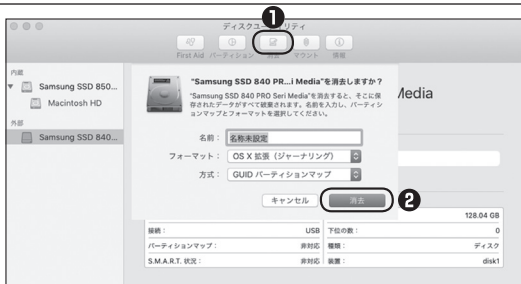 ❶
ディスクユーティリティ
First Aid パーティション 消去 マウント 情報
内蔵
Samsung SSD 850...
Macintosh HD
外部
Samsung SSD 840...
Media
"Samsung SSD 840 PR...i Media"を消去しますか？
"Samsung SSD 840 PRO Seri Media"を消去すると、そこに保
存されたデータがすべて破棄されます。名前を入力し、パーティシ
ョンマップとフォーマットを選択してください。
名前： 名称未設定
フォーマット： OS X 拡張（ジャーナリング）
方式： GUID パーティションマップ
キャンセル 消去 ❷
128.04 GB
接続： USB 下位の数： 0
パーティションマップ： 非対応 種類： ディスク
S.M.A.R.T. 状況： 非対応 装置： disk1